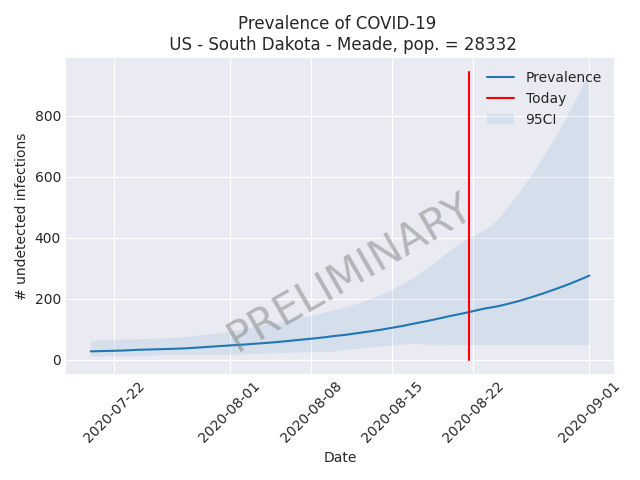 Prevalence of COVID-19
US - South Dakota - Meade, pop. = 28332
Prevalence
Today
95CI
# undetected infections
800
600
400
200
0
PRELIMINARY
2020-07-22
2020-08-01
2020-08-08
2020-08-15
2020-08-22
2020-09-01
Date